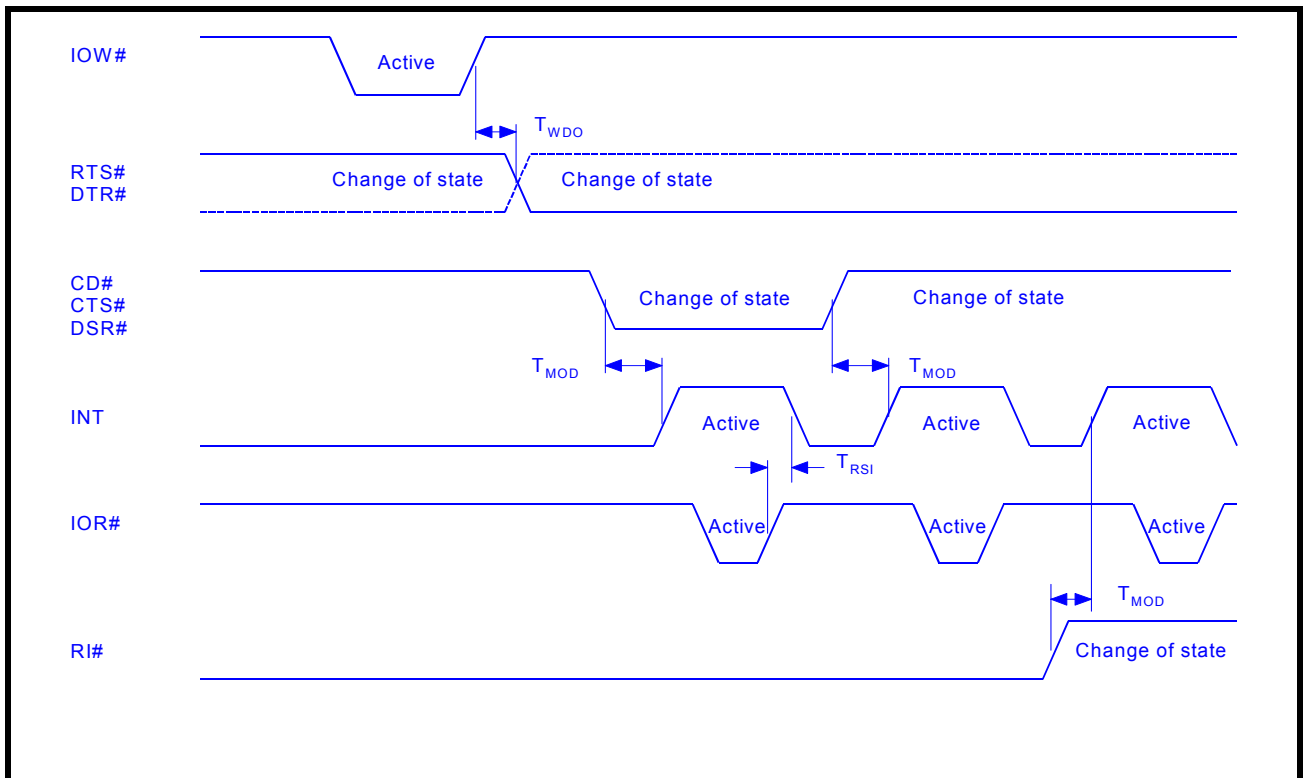 IOW#
Active
TWDO
RTS#
DTR#
Change of state Change of state
CD#
CTS#
DSR#
Change of state Change of state
TMOD TMOD
INT
Active Active Active
TRSI
IOR#
Active Active Active
TMOD
RI#
Change of state